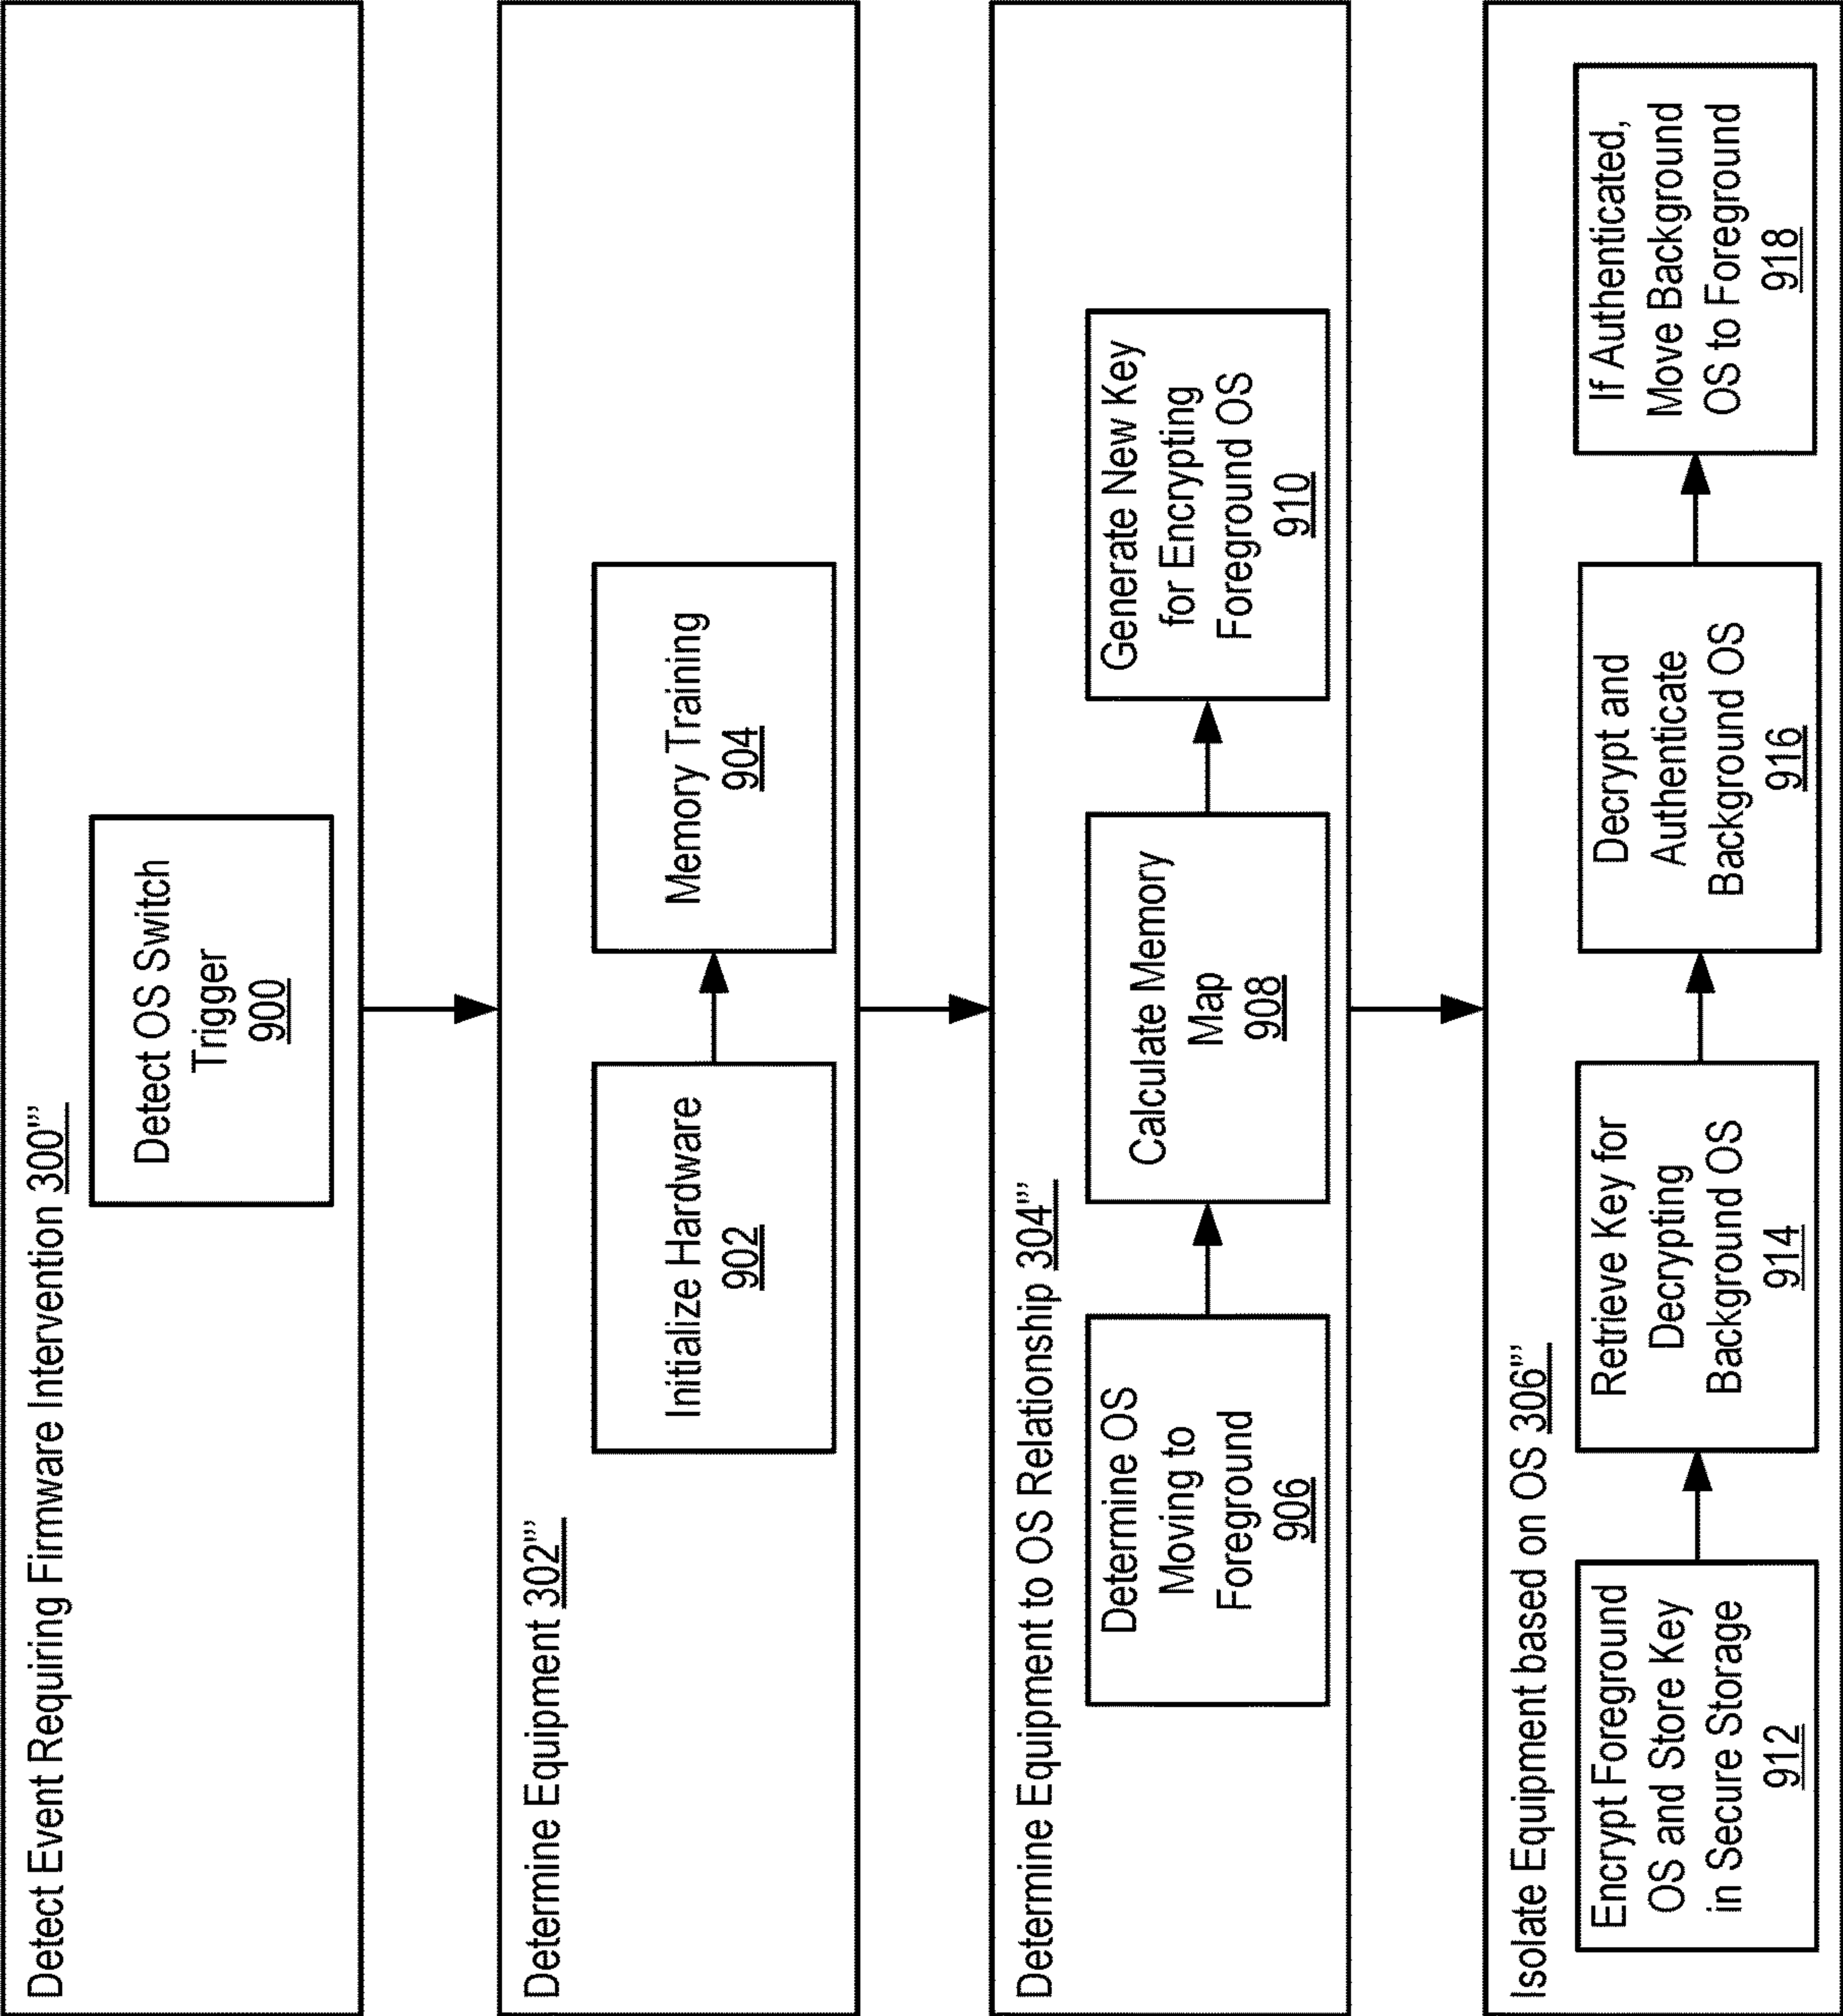 Detect Event Requiring Firmware Intervention 300'''
Detect OS Switch
Trigger
900
Determine Equipment 302'''
Initialize Hardware
902
Memory Training
904
Determine Equipment to OS Relationship 304'''
Determine OS
Moving to
Foreground
906
Calculate Memory
Map
908
Generate New Key
for Encrypting
Foreground OS
910
Isolate Equipment based on OS 306'''
Encrypt Foreground
OS and Store Key
in Secure Storage
912
Retrieve Key for
Decrypting
Background OS
914
Decrypt and
Authenticate
Background OS
916
If Authenticated,
Move Background
OS to Foreground
918